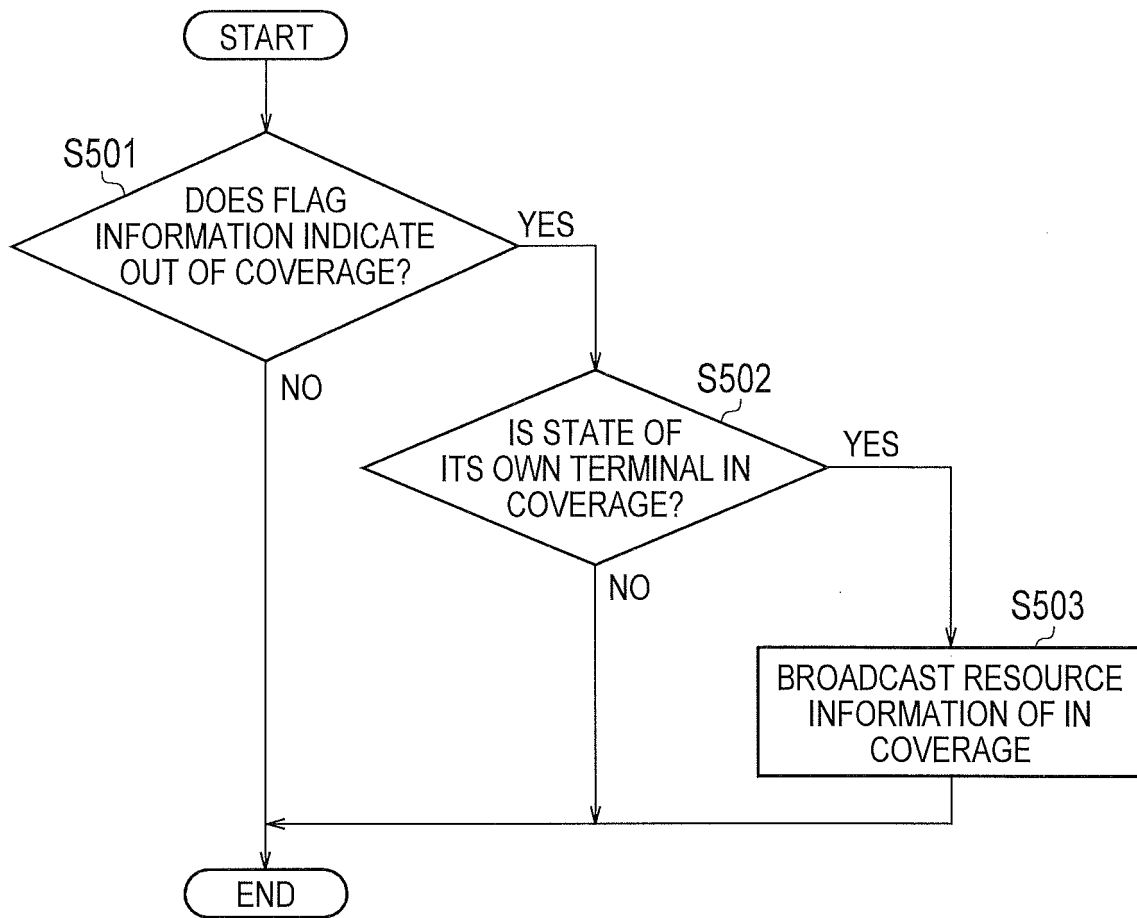 START
S501
DOES FLAG
INFORMATION INDICATE
OUT OF COVERAGE?
YES
NO
S502
IS STATE OF
ITS OWN TERMINAL IN
COVERAGE?
YES
NO
S503
BROADCAST RESOURCE
INFORMATION OF IN
COVERAGE
END